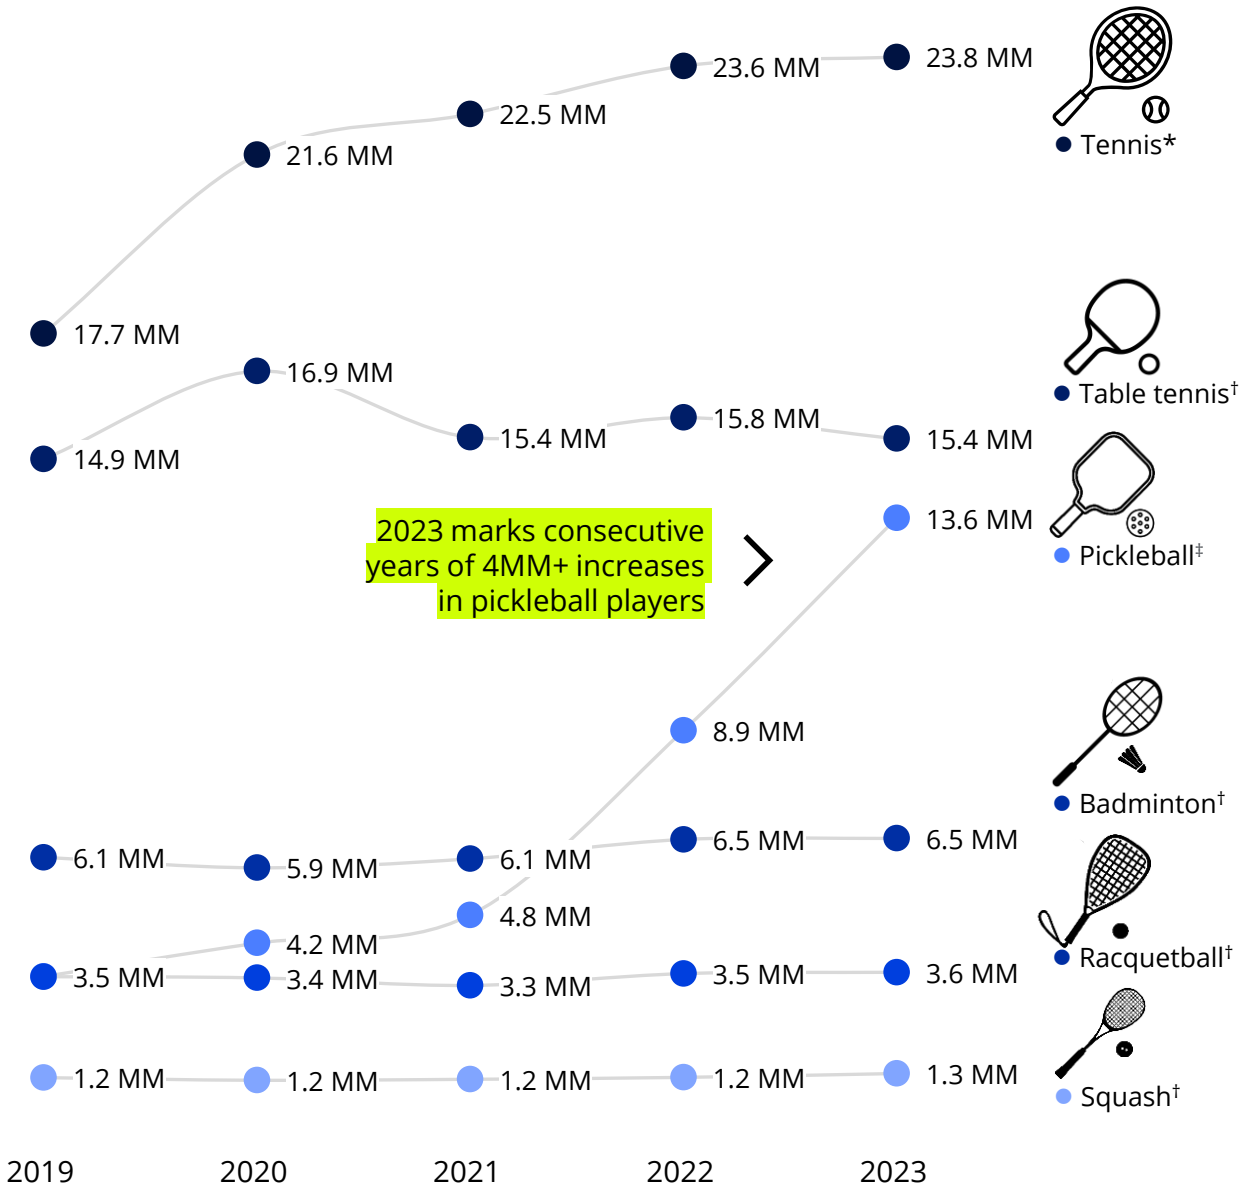 23.8 MM
23.6 MM
22.5 MM
21.6 MM
Tennis*
17.7 MM
16.9 MM
Table tennis†
15.8 MM
15.4 MM
15.4 MM
14.9 MM
13.6 MM
2023 marks consecutive
years of 4MM+ increases
in pickleball players
Pickleball‡
8.9 MM
Badminton†
6.1 MM
5.9 MM
6.1 MM
6.5 MM
6.5 MM
4.8 MM
4.2 MM
Racquetball†
3.5 MM
3.4 MM
3.3 MM
3.5 MM
3.6 MM
1.2 MM
1.2 MM
1.2 MM
1.2 MM
1.3 MM
Squash†
2019
2020
2021
2022
2023